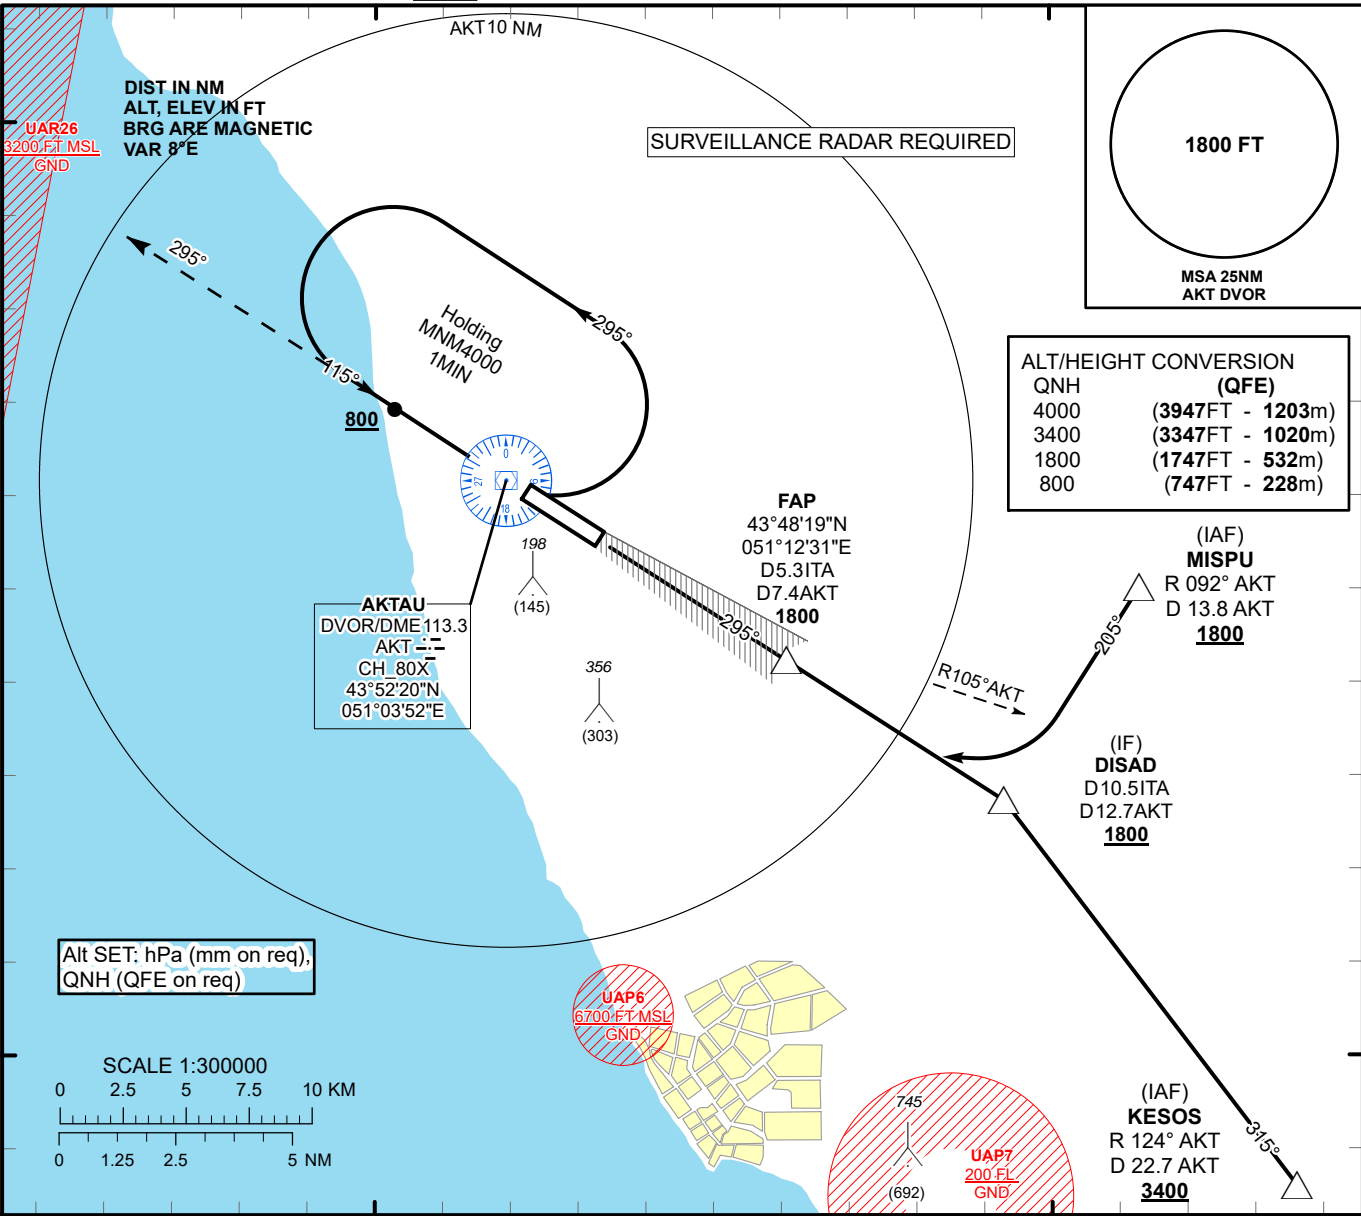 AKT10 NM
DIST IN NM
ALT, ELEV IN FT
BRG ARE MAGNETIC
VAR 8°E
UAR26
3200 FT MSL
GND
SURVEILLANCE RADAR REQUIRED
1800 FT
MSA 25NM
AKT DVOR
295°
Holding
MNM4000
1MIN
295°
115°
800
ALT/HEIGHT CONVERSION
QNH (QFE)
4000 (3947FT - 1203m)
3400 (3347FT - 1020m)
1800 (1747FT - 532m)
800 (747FT - 228m)
0
27
18
FAP
43°48'19"N
051°12'31"E
D5.3ITA
D7.4AKT
1800
(IAF)
MISPU
R 092° AKT
D 13.8 AKT
1800
198
(145)
AKTAU
DVOR/DME 113.3
AKT
CH 80X
43°52'20"N
051°03'52"E
295°
205°
R105°AKT
356
(303)
(IF)
DISAD
D10.5ITA
D12.7AKT
1800
Alt SET: hPa (mm on req),
QNH (QFE on req)
UAP6
6700 FT MSL
GND
SCALE 1:300000
0 2.5 5 7.5 10 KM
0 1.25 2.5 5 NM
745
(692)
UAP7
200 FL
GND
(IAF)
KESOS
R 124° AKT
D 22.7 AKT
3400
315°